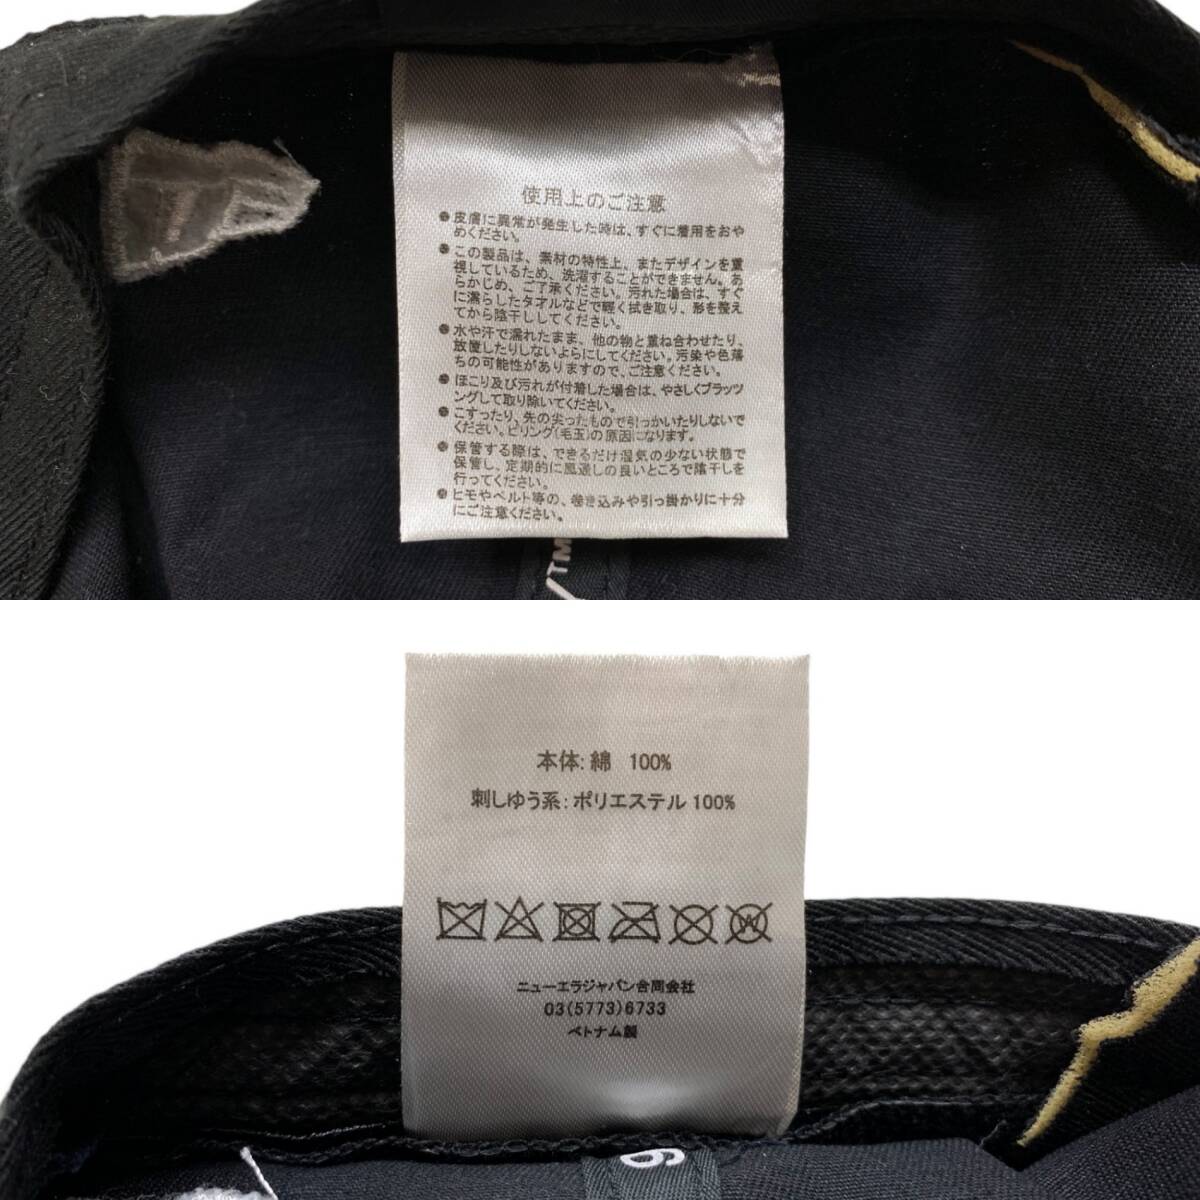 使用上のご注意
●皮膚に異常が発生した時は、すぐに着用をおや
めください。
●この製品は、素材の特性上、またデザインを重
視しているため、洗濯することができません。あ
らかじめ、ご了承ください。汚れた場合は、すぐ
に濡らしたタオルなどで軽く拭き取り、形を整え
てから陰干ししてください。
●水や汗で濡れたまま、他の物と重ね合わせたり、
放置したりしないよらにしてください。汚染や色落
ちの可能性がありますので、ご注意ください。
●ほこり及び汚れが付着した場合は、やさしくブラッツ
ングして取り除いてください。
●こすったり、先の尖ったもので引っかいたりしないで
ください。ピリング(毛玉)の原因になります。
●保管する際は、できるだけ湿気の少ない状態で
保管し、定期的に風通しの良いところで陰干しを
行ってください。
●ヒモやベルト等の、巻き込みや引っ掛かりに十分
にご注意ください。
TM
本体:綿 100%
刺しゅう系:ポリエステル 100%
W
ニューエラジャパン合同会社
03(5773)6733
ベトナム製